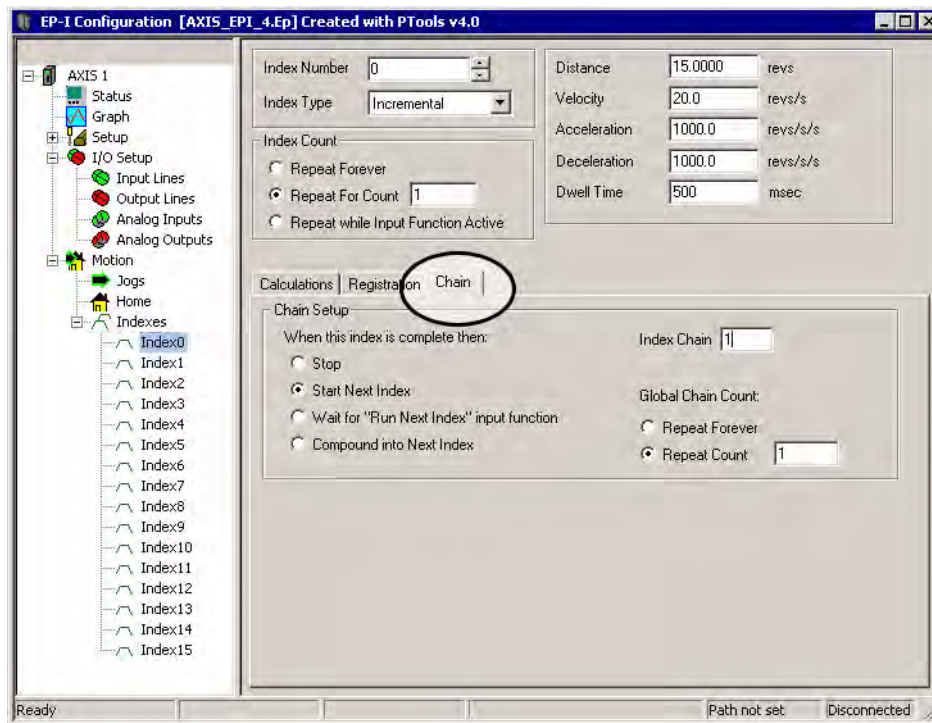 EP-I Configuration [AXIS_EPI_4.Ep] Created with PTools v4.0
AXIS 1
Status
Graph
Setup
I/O Setup
Input Lines
Output Lines
Analog Inputs
Analog Outputs
Motion
Jogs
Home
Indexes
Index0
Index1
Index2
Index3
Index4
Index5
Index6
Index7
Index8
Index9
Index10
Index11
Index12
Index13
Index14
Index15
Index Number 0
Index Type Incremental
Index Count
Repeat Forever
Repeat For Count 1
Repeat while Input Function Active
Distance 15.0000 revs
Velocity 20.0 revs/s
Acceleration 1000.0 revs/s/s
Deceleration 1000.0 revs/s/s
Dwell Time 500 msec
Calculations Registration Chain
Chain Setup
When this index is complete then:
Stop
Start Next Index
Wait for "Run Next Index" input function
Compound into Next Index
Index Chain 1
Global Chain Count:
Repeat Forever
Repeat Count 1
Ready Path not set Disconnected